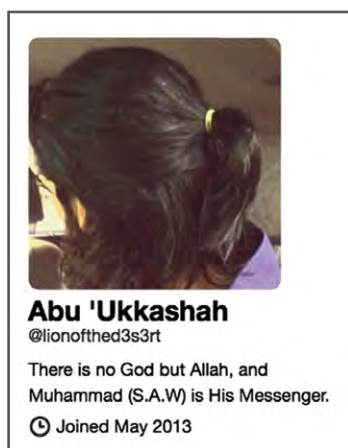 Abu 'Ukkashah
@lionofthed3s3rt
There is no God but Allah, and
Muhammad (S.A.W) is His Messenger.
Joined May 2013